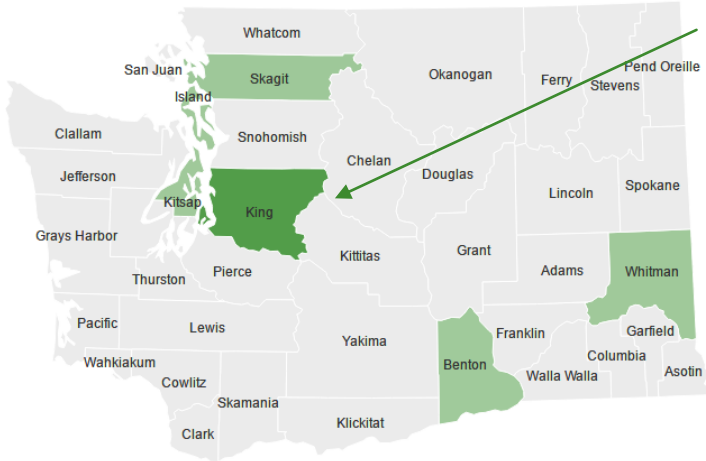 Whatcom
San Juan
Skagit
Okanogan
Ferry
Pend Oreille
Stevens
Island
Clallam
Snohomish
Chelan
Jefferson
Douglas
Kitsap
Lincoln
Spokane
King
Grays Harbor
Kittitas
Grant
Adams
Whitman
Thurston
Pierce
Pacific
Lewis
Yakima
Franklin
Garfield
Wahkiakum
Benton
Columbia
Cowlitz
Walla Walla
Asotin
Skamania
Klickitat
Clark